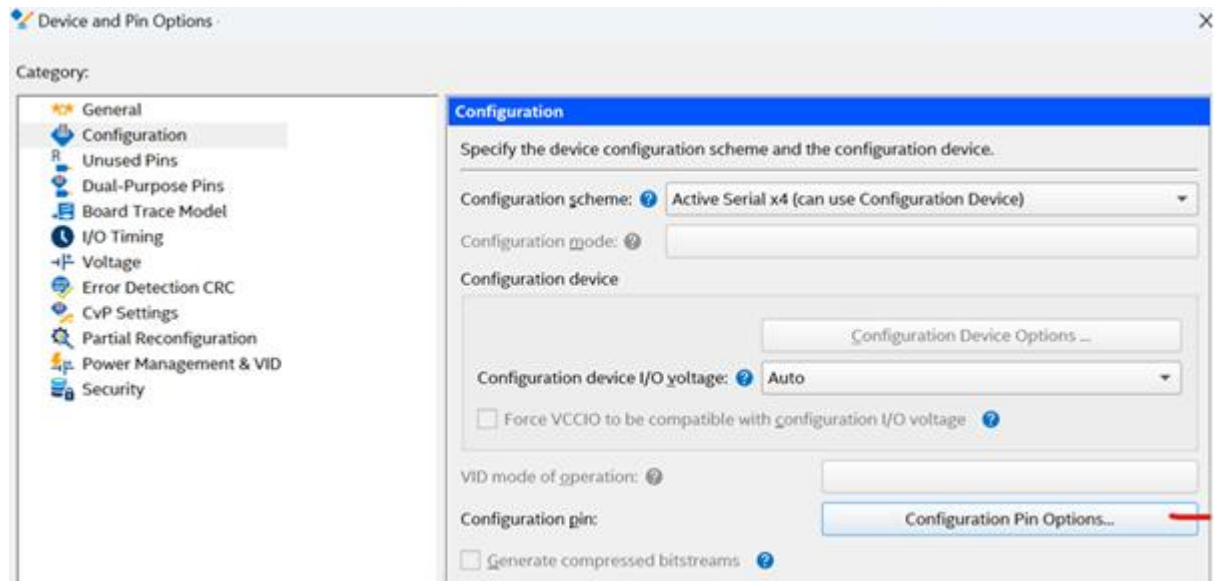 Device and Pin Options
Category:
General
Configuration
Unused Pins
Dual-Purpose Pins
Board Trace Model
I/O Timing
Voltage
Error Detection CRC
CvP Settings
Partial Reconfiguration
Power Management & VID
Security
Configuration
Specify the device configuration scheme and the configuration device.
Configuration scheme: Active Serial x4 (can use Configuration Device)
Configuration mode:
Configuration device
Configuration Device Options ...
Configuration device I/O voltage: Auto
Force VCCIO to be compatible with configuration I/O voltage
VID mode of operation:
Configuration pin: Configuration Pin Options...
Generate compressed bitstreams